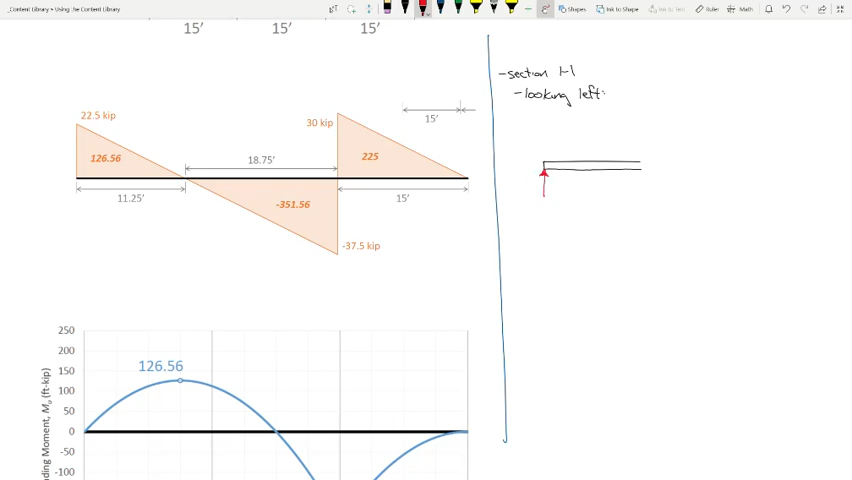 _Content Library » Using the Content Library
Shapes
Ink to Shape
Ink to Text
Ruler
Math
15’ 15’ 15’
22.5 kip
126.56
11.25’
18.75’
-351.56
-37.5 kip
30 kip
225
15’
15’
-section 1-1
-looking left:
126.56
250
200
150
100
50
0
-50
-100
nding Moment, Mu (ft-kip)